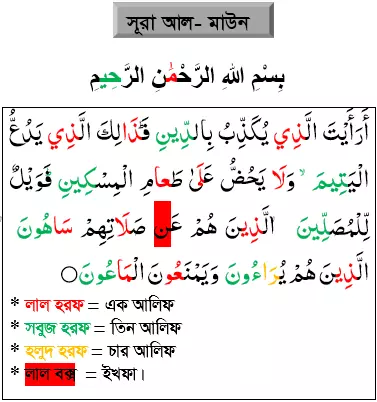 সূরা আল- মাউন
بِسْمِ اللهِ الرَّحْمٰنِ الرَّحِيمِ
أَرَأَيْتَ الَّذِي يُكَذِّبُ بِالدِّينِ فَذَالِكَ الَّذِي يَدُعُّ
الْيَتِيمَ وَلَا يَحُضُّ عَلَىٰ طَعَامِ الْمِسْكِينِ فَوَيْلٌ
لِّلْمُصَلِّينَ الَّذِينَ هُمْ عَن صَلَاتِهِمْ سَاهُونَ
الَّذِينَ هُمْ يُرَاءُونَ وَيَمْنَعُونَ الْمَاعُونَ ○
* লাল হরফ = এক আলিফ
* সবুজ হরফ = তিন আলিফ
* হলুদ হরফ = চার আলিফ
* লাল বক্স = ইখফা।